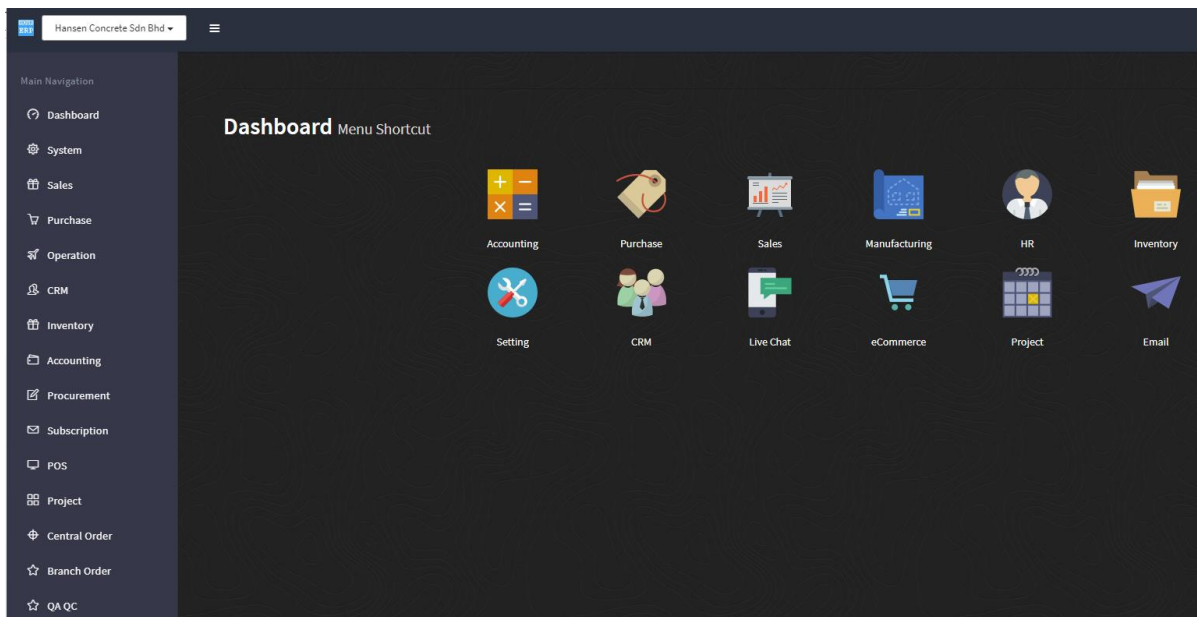 ERP
Hansen Concrete Sdn Bhd
Main Navigation
Dashboard
System
Sales
Purchase
Operation
CRM
Inventory
Accounting
Procurement
Subscription
POS
Project
Central Order
Branch Order
QA QC
Dashboard Menu Shortcut
Accounting
Purchase
Sales
Manufacturing
HR
Inventory
Setting
CRM
Live Chat
eCommerce
Project
Email